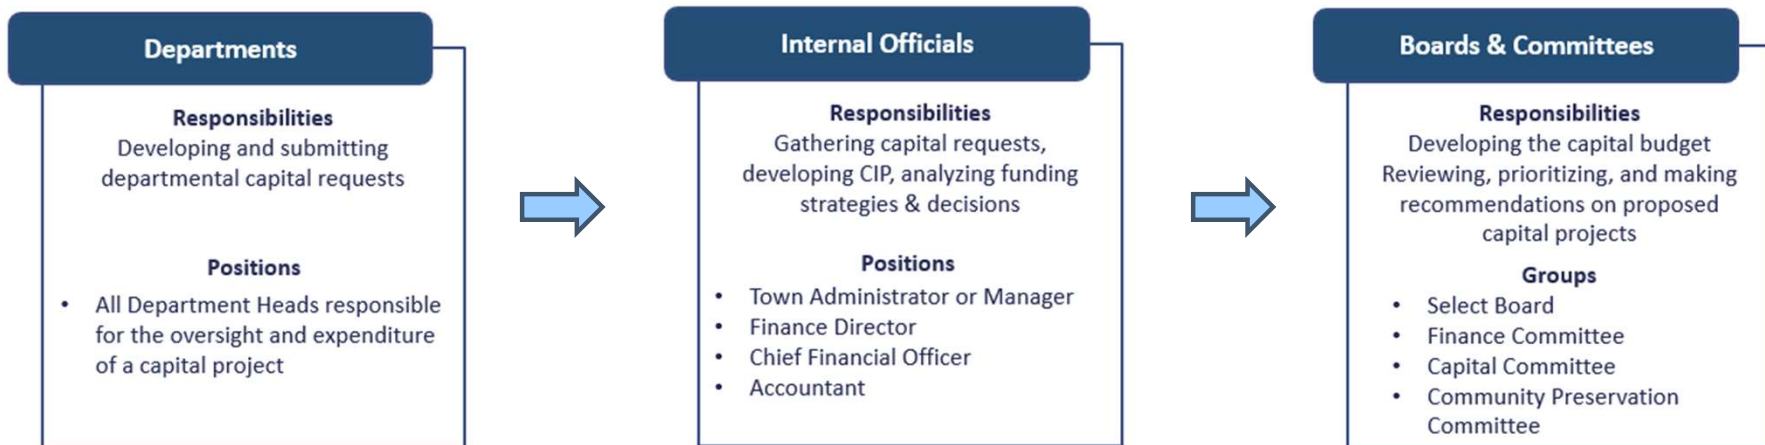 Departments
Responsibilities
Developing and submitting
departmental capital requests
Positions
• All Department Heads responsible
for the oversight and expenditure
of a capital project
Internal Officials
Responsibilities
Gathering capital requests,
developing CIP, analyzing funding
strategies & decisions
Positions
• Town Administrator or Manager
• Finance Director
• Chief Financial Officer
• Accountant
Boards & Committees
Responsibilities
Developing the capital budget
Reviewing, prioritizing, and making
recommendations on proposed
capital projects
Groups
• Select Board
• Finance Committee
• Capital Committee
• Community Preservation
Committee